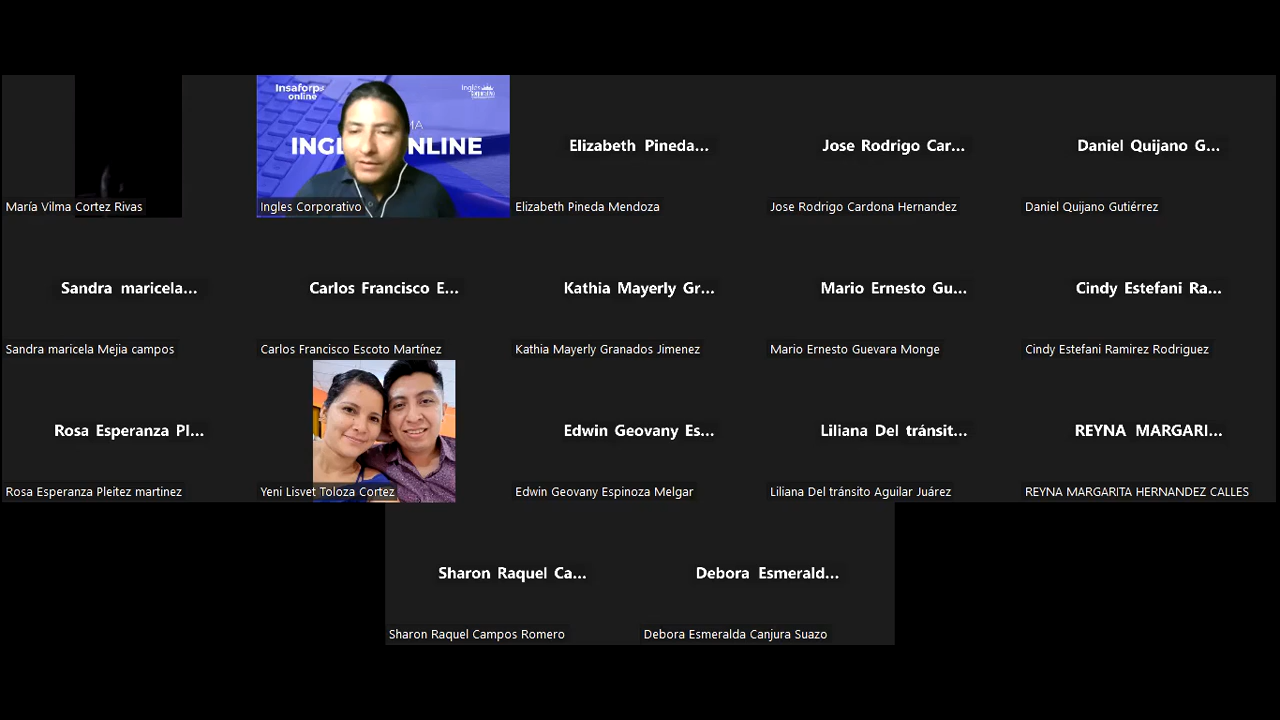 Insaforp
online
Inglés
corporativo
MA
INGL NLINE
Elizabeth Pineda...
Jose Rodrigo Car...
Daniel Quijano G...
María Vilma Cortez Rivas
Ingles Corporativo
Elizabeth Pineda Mendoza
Jose Rodrigo Cardona Hernandez
Daniel Quijano Gutiérrez
Sandra maricela...
Carlos Francisco E...
Kathia Mayerly Gr...
Mario Ernesto Gu...
Cindy Estefani Ra...
Sandra maricela Mejia campos
Carlos Francisco Escoto Martínez
Kathia Mayerly Granados Jimenez
Mario Ernesto Guevara Monge
Cindy Estefani Ramirez Rodriguez
Rosa Esperanza Pl...
Edwin Geovany Es...
Liliana Del tránsit...
REYNA MARGARI...
Rosa Esperanza Pleitez martinez
Yeni Lisvet Toloza Cortez
Edwin Geovany Espinoza Melgar
Liliana Del tránsito Aguilar Juárez
REYNA MARGARITA HERNANDEZ CALLES
Sharon Raquel Ca...
Debora Esmerald...
Sharon Raquel Campos Romero
Debora Esmeralda Canjura Suazo